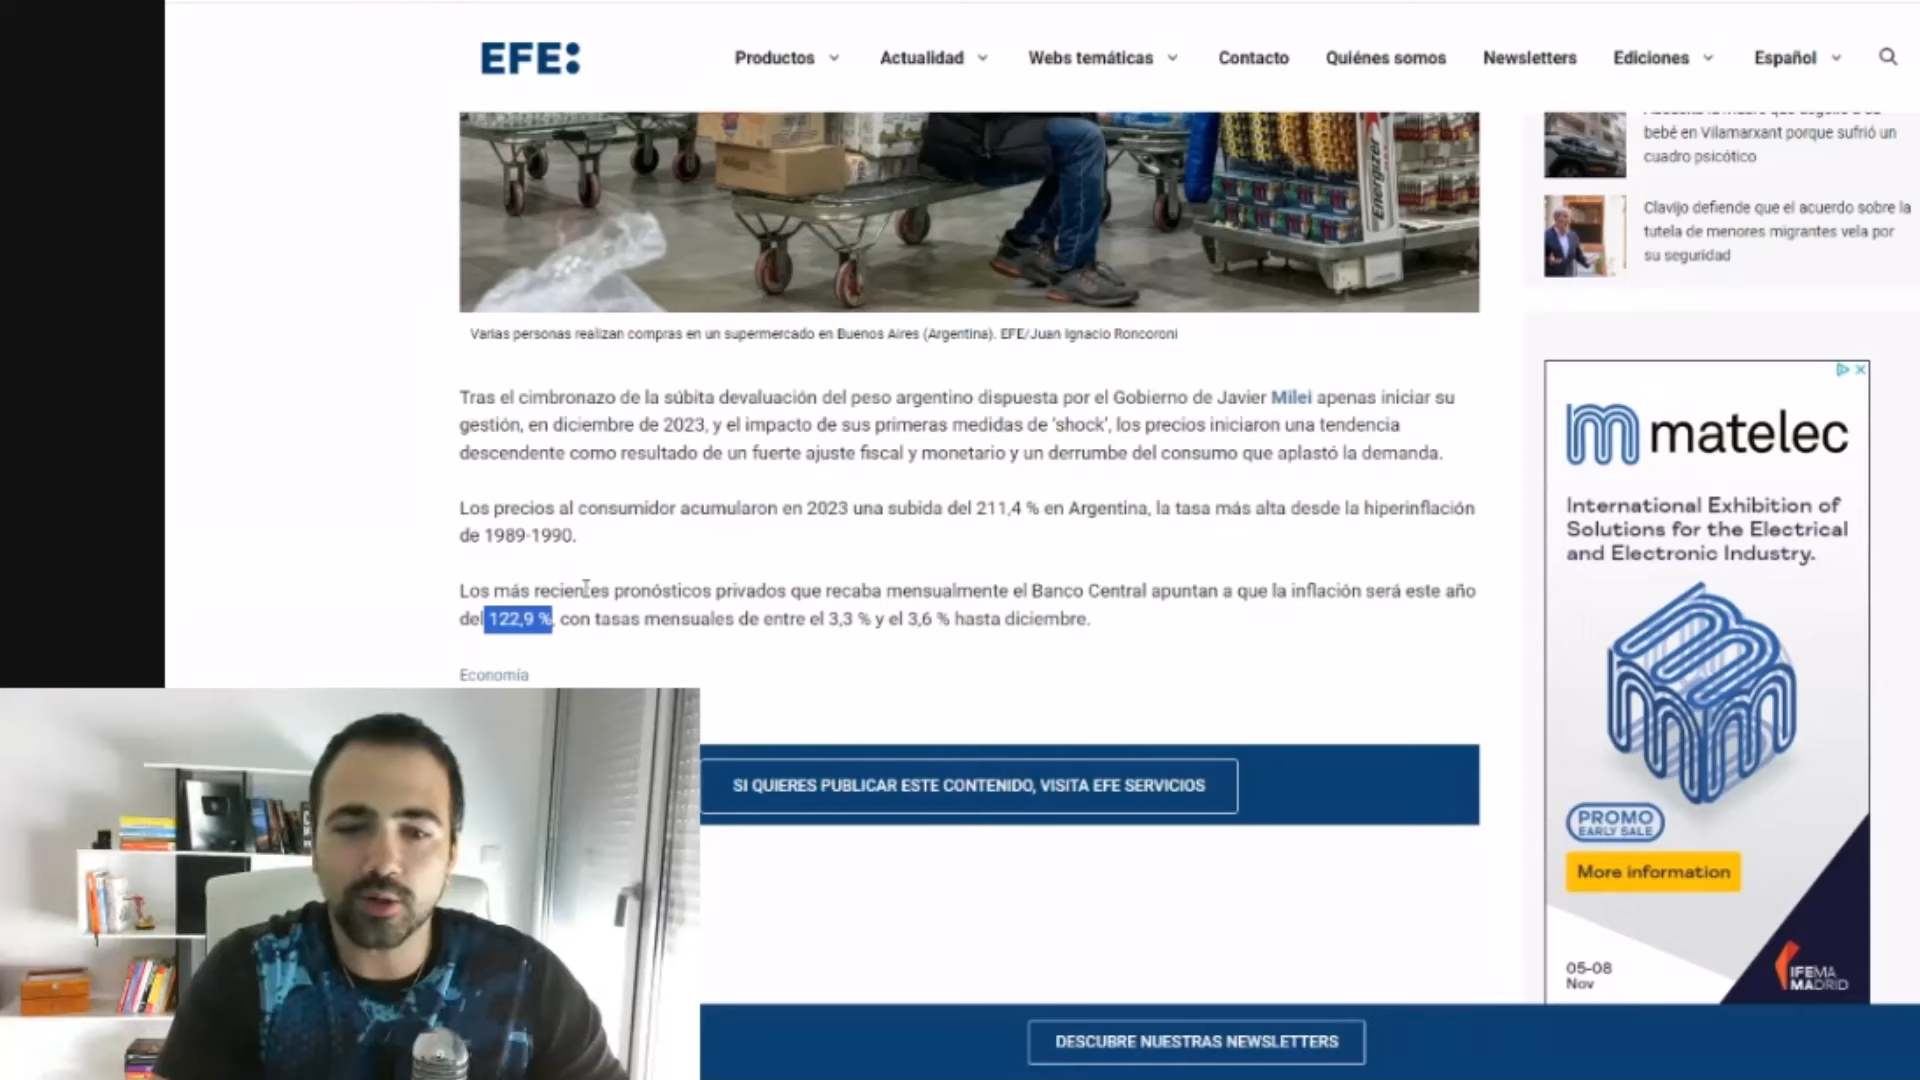 EFE:
Productos
Actualidad
Webs temáticas
Contacto
Quiénes somos
Newsletters
Ediciones
Español
bebé en Vilamarxant porque sufrió un
cuadro psicótico
Clavijo defiende que el acuerdo sobre la
tutela de menores migrantes vela por
su seguridad
Energizer
Varias personas realizan compras en un supermercado en Buenos Aires (Argentina). EFE/Juan Ignacio Roncoroni
Tras el cimbronazo de la súbita devaluación del peso argentino dispuesta por el Gobierno de Javier Milei apenas iniciar su
gestión, en diciembre de 2023, y el impacto de sus primeras medidas de ‘shock’, los precios iniciaron una tendencia
descendente como resultado de un fuerte ajuste fiscal y monetario y un derrumbe del consumo que aplastó la demanda.
Los precios al consumidor acumularon en 2023 una subida del 211,4 % en Argentina, la tasa más alta desde la hiperinflación
de 1989-1990.
Los más recientes pronósticos privados que recaba mensualmente el Banco Central apuntan a que la inflación será este año
del 122,9 %, con tasas mensuales de entre el 3,3 % y el 3,6 % hasta diciembre.
Economía
SI QUIERES PUBLICAR ESTE CONTENIDO, VISITA EFE SERVICIOS
DESCUBRE NUESTRAS NEWSLETTERS
matelec
International Exhibition of
Solutions for the Electrical
and Electronic Industry.
PROMO
EARLY SALE
More information
05-08
Nov
IFEMA
MADRID